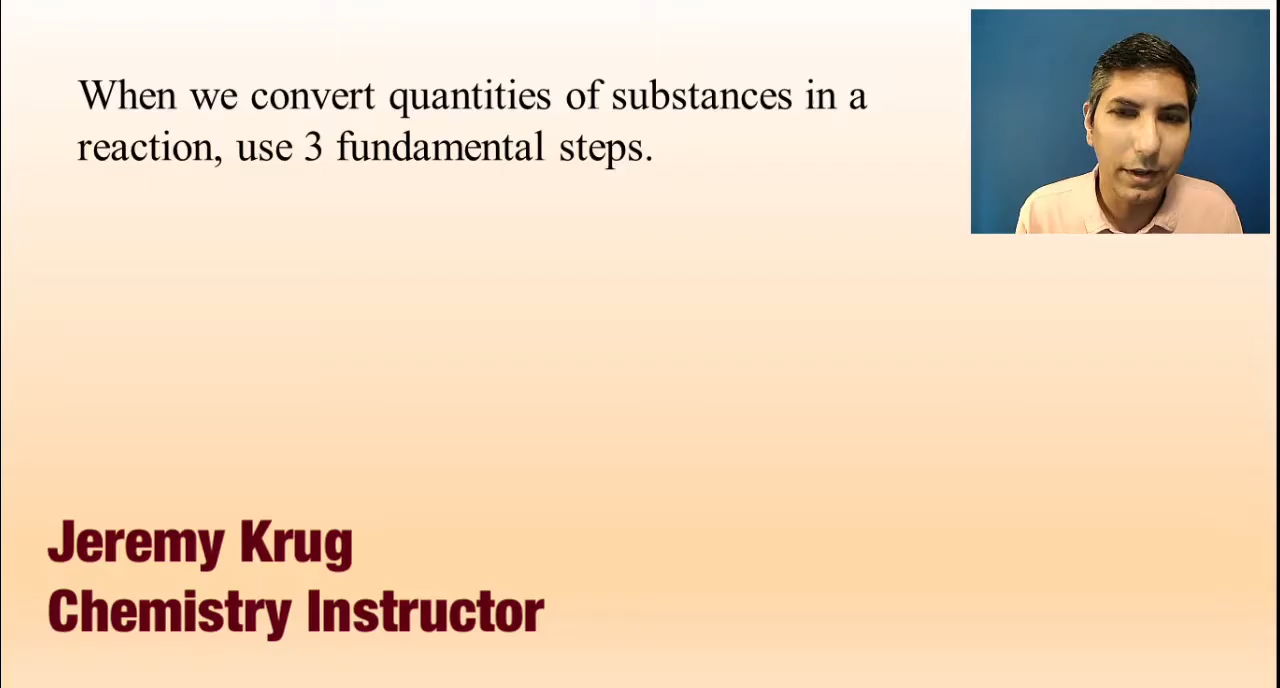 When we convert quantities of substances in a
reaction, use 3 fundamental steps.
Jeremy Krug
Chemistry Instructor